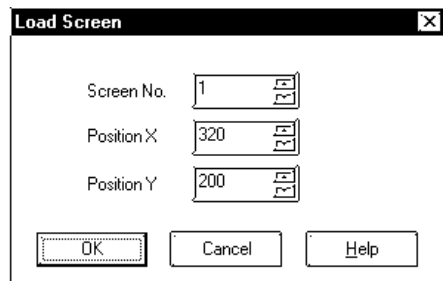 Load Screen
Screen No. 1
Position X 320
Position Y 200
OK Cancel Help